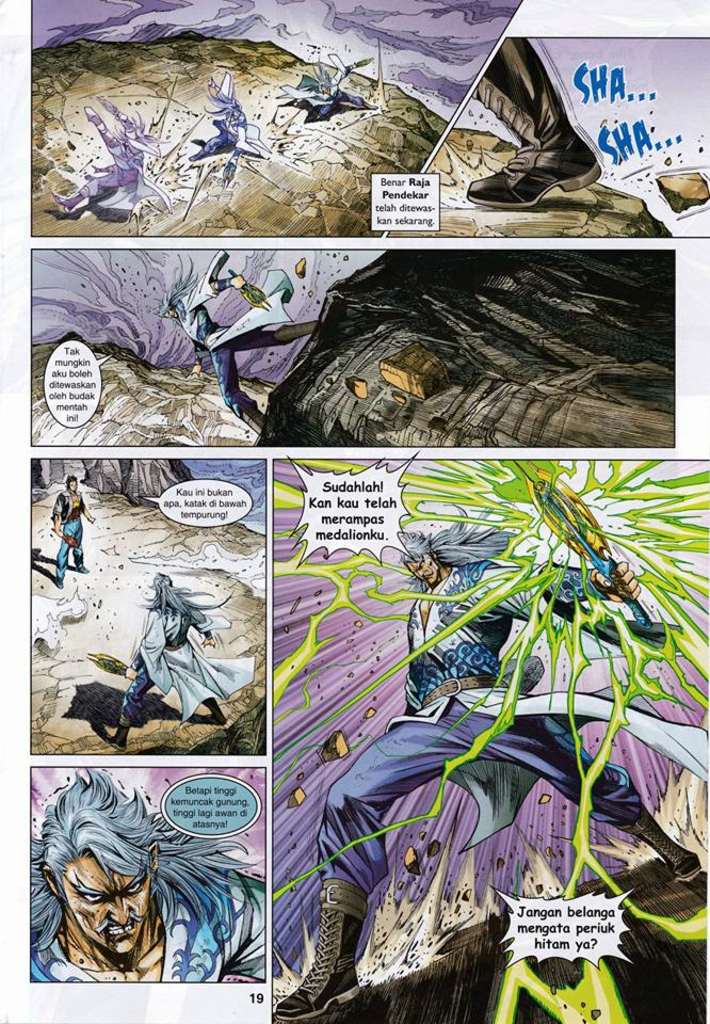 SHA...
SHA...
Benar Raja
Pendekar
telah ditewas-
kan sekarang.
Tak
mungkin
aku boleh
ditewaskan
oleh budak
mentah
ini!
Kau ini bukan
apa, katak di bawah
tempurung!
Sudahlah!
Kan kau telah
merampas
medalionku.
Betapa tinggi
kemuncak gunung,
tinggi lagi awan di
atasnya!
Jangan belanga
mengata periuk
hitam ya?
19